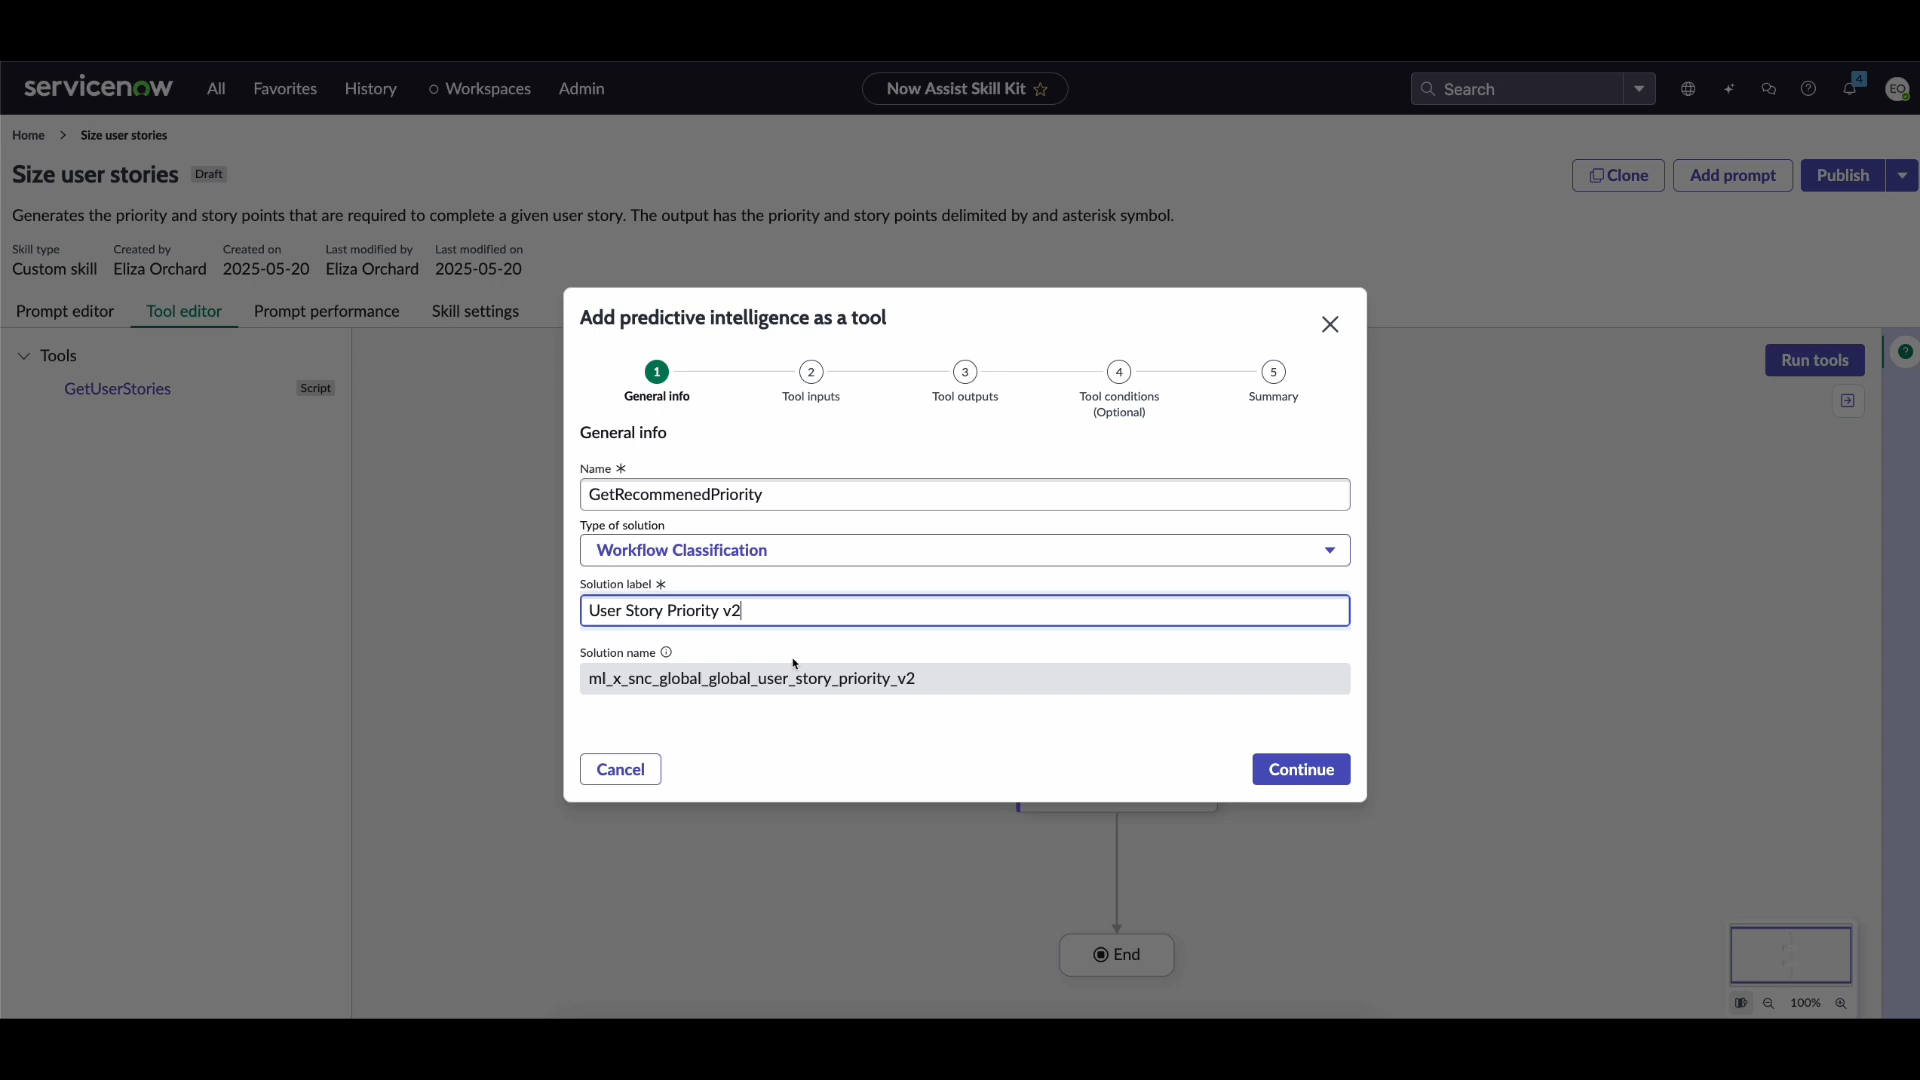 servicenow
All Favorites History Workspaces Admin
Now Assist Skill Kit
Search
4
EO
Home > Size user stories
Size user stories Draft
Clone Add prompt Publish
Generates the priority and story points that are required to complete a given user story. The output has the priority and story points delimited by and asterisk symbol.
Skill type Created by Created on Last modified by Last modified on
Custom skill Eliza Orchard 2025-05-20 Eliza Orchard 2025-05-20
Prompt editor Tool editor Prompt performance Skill settings
Tools
GetUserStories Script
Run tools
Add predictive intelligence as a tool
1 2 3 4 5
General info Tool inputs Tool outputs Tool conditions Summary
(Optional)
General info
Name *
GetRecommenedPriority
Type of solution
Workflow Classification
Solution label *
User Story Priority v2
Solution name
ml_x_snc_global_global_user_story_priority_v2
Cancel Continue
End
100%